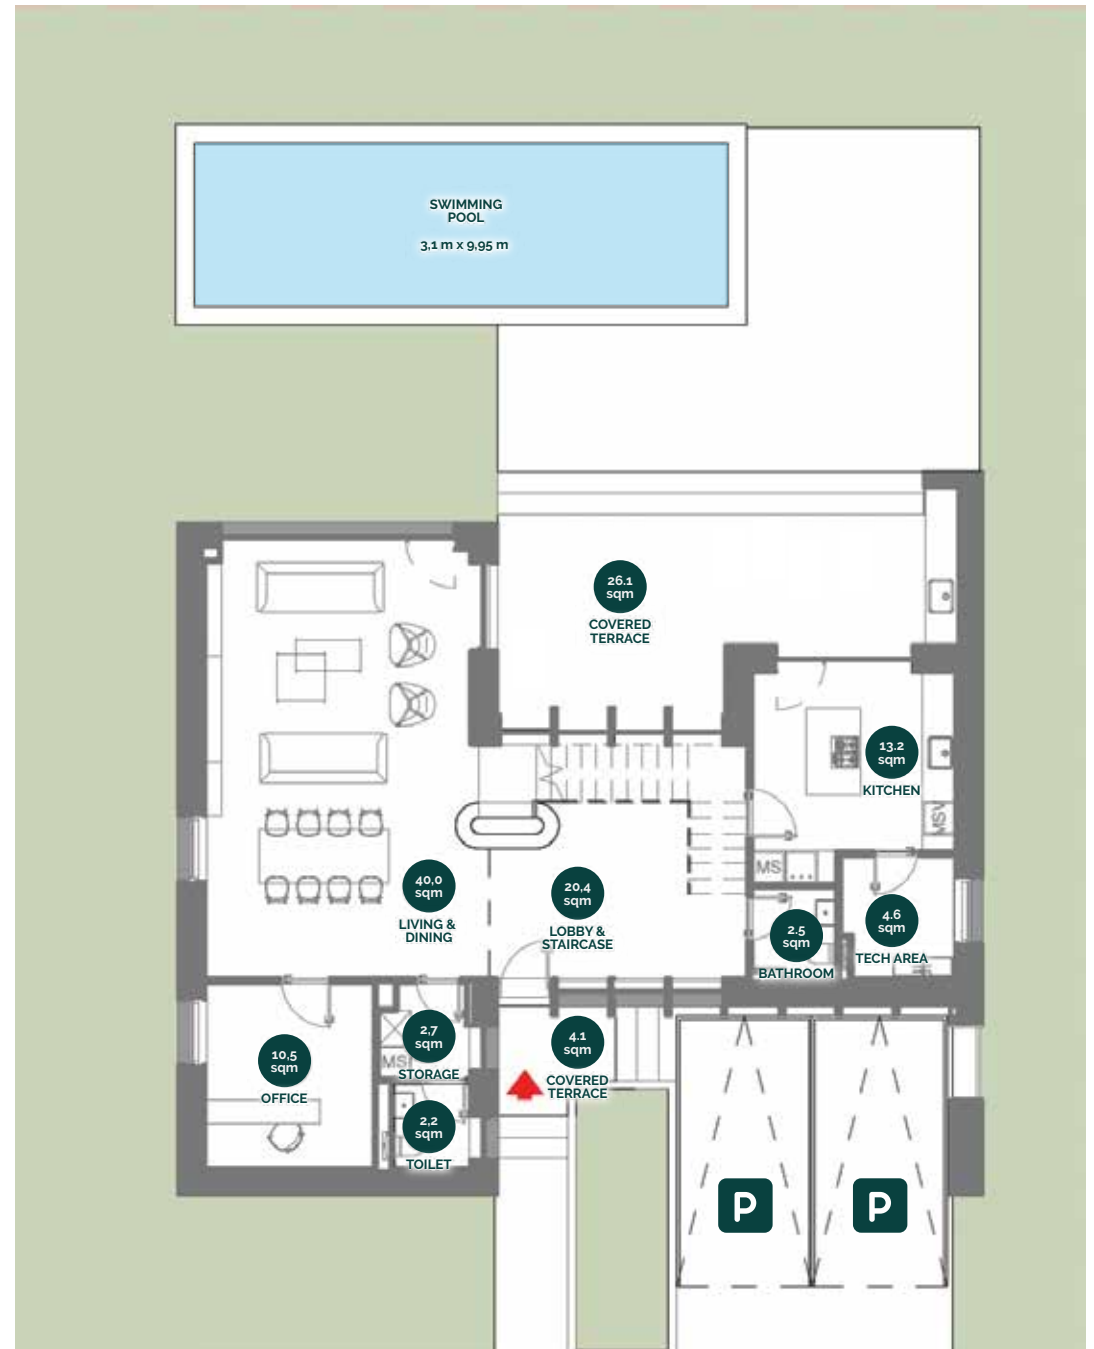 SWIMMING
POOL
3,1 m x 9,95 m
26.1
sqm
COVERED
TERRACE
13.2
sqm
KITCHEN
MSV
MS
40,0
sqm
LIVING &
DINING
20,4
sqm
LOBBY &
STAIRCASE
2.5
sqm
BATHROOM
4.6
sqm
TECH AREA
10,5
sqm
OFFICE
2,7
sqm
MS
STORAGE
4.1
sqm
COVERED
TERRACE
2,2
sqm
TOILET
P
P